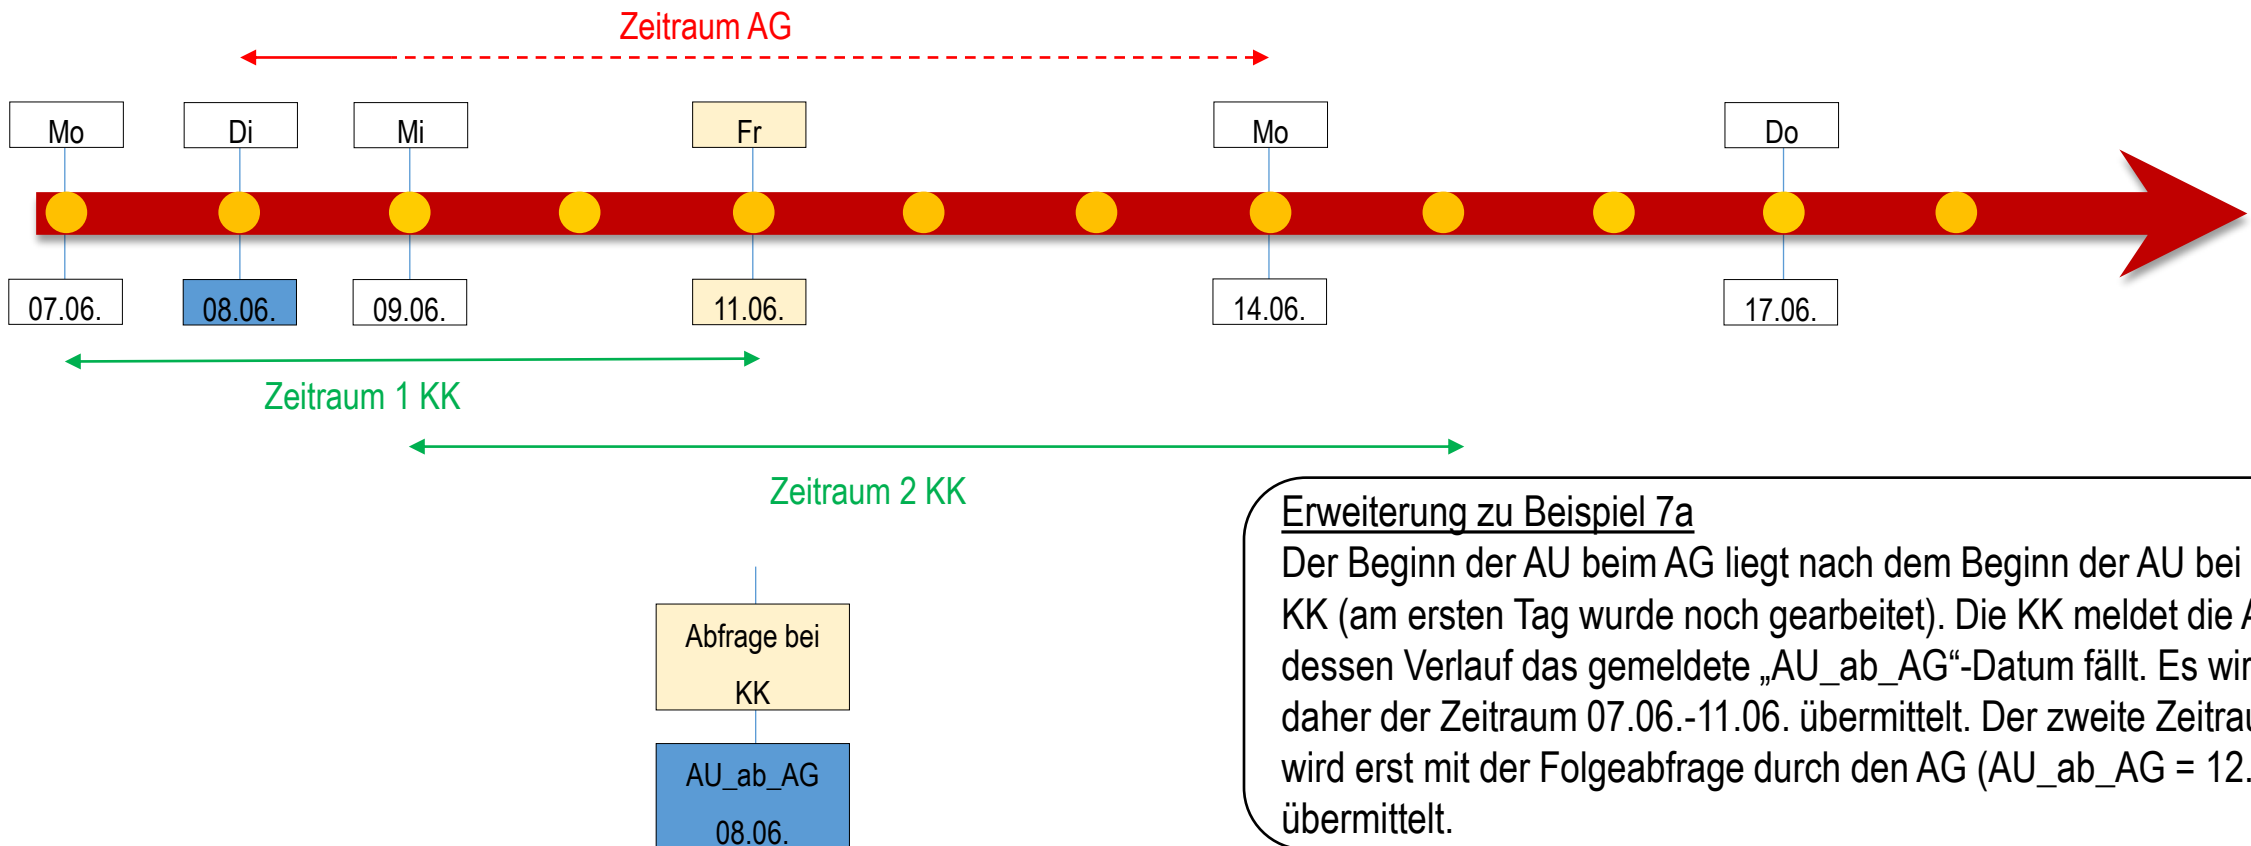 Zeitraum AG
Mo
Di
Mi
Fr
Mo
Do
07.06.
08.06.
09.06.
11.06.
14.06.
17.06.
Zeitraum 1 KK
Zeitraum 2 KK
Abfrage bei
KK
AU_ab_AG
08.06.
Erweiterung zu Beispiel 7a
Der Beginn der AU beim AG liegt nach dem Beginn der AU bei
KK (am ersten Tag wurde noch gearbeitet). Die KK meldet die
dessen Verlauf das gemeldete „AU_ab_AG“-Datum fällt. Es
daher der Zeitraum 07.06.-11.06. übermittelt. Der zweite
wird erst mit der Folgeabfrage durch den AG (AU_ab_AG = 12.
übermittelt.